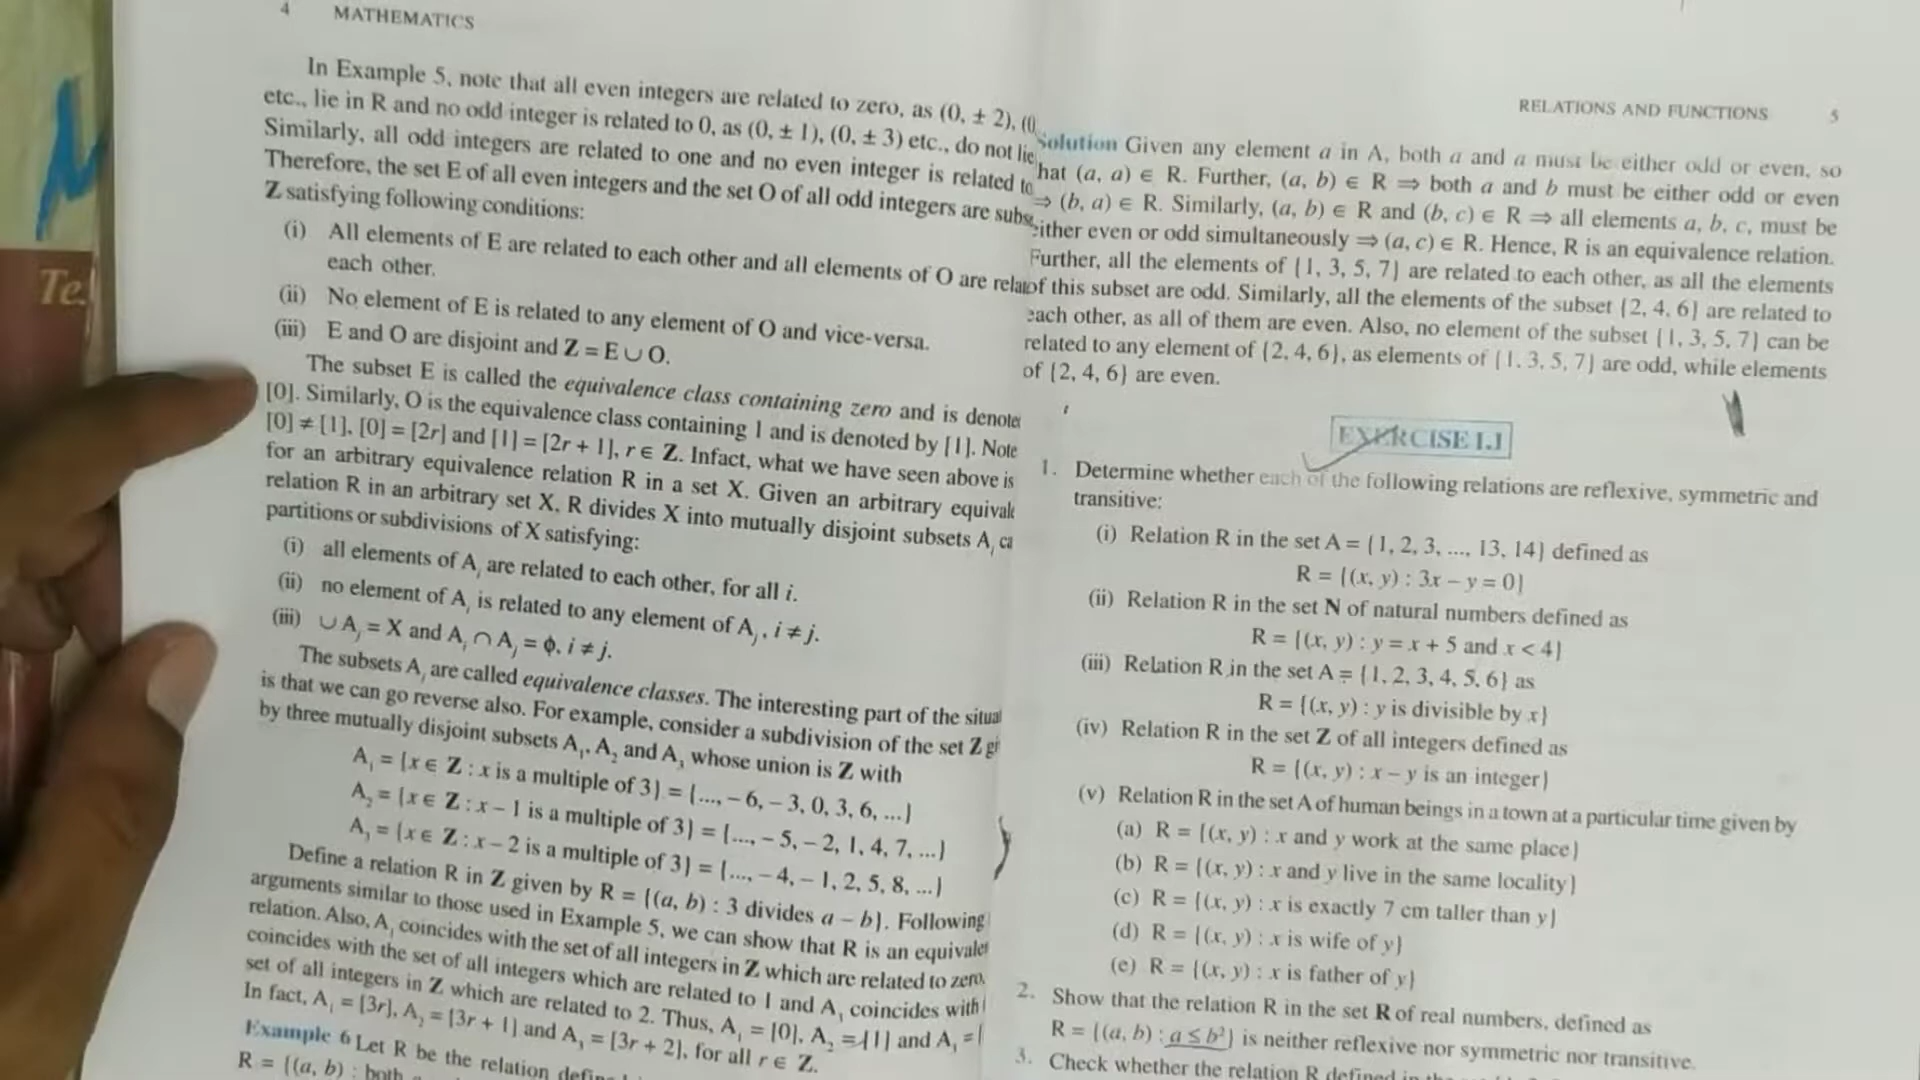 4 MATHEMATICS
In Example 5, note that all even integers are related to zero, as (0, ± 2), (0,
etc., lie in R and no odd integer is related to 0, as (0, ± 1), (0, ± 3) etc., do not lie
Similarly, all odd integers are related to one and no even integer is related to
Therefore, the set E of all even integers and the set O of all odd integers are subse
Z satisfying following conditions:
(i) All elements of E are related to each other and all elements of O are relat
each other.
(ii) No element of E is related to any element of O and vice-versa.
(iii) E and O are disjoint and Z = E ∪ O.
The subset E is called the equivalence class containing zero and is denote
[0]. Similarly, O is the equivalence class containing 1 and is denoted by [1]. Note
[0] ≠ [1], [0] = [2r] and [1] = [2r + 1], r ∈ Z. Infact, what we have seen above is
for an arbitrary equivalence relation R in a set X. Given an arbitrary equivale
relation R in an arbitrary set X, R divides X into mutually disjoint subsets Aᵢ ca
partitions or subdivisions of X satisfying:
(i) all elements of Aᵢ are related to each other, for all i.
(ii) no element of Aᵢ is related to any element of Aⱼ, i ≠ j.
(iii) ∪ Aⱼ = X and Aᵢ ∩ Aⱼ = ϕ, i ≠ j.
The subsets Aᵢ are called equivalence classes. The interesting part of the situat
is that we can go reverse also. For example, consider a subdivision of the set Z gi
by three mutually disjoint subsets A₁, A₂ and A₃ whose union is Z with
A₁ = {x ∈ Z : x is a multiple of 3} = {..., – 6, – 3, 0, 3, 6, ...}
A₂ = {x ∈ Z : x – 1 is a multiple of 3} = {..., – 5, – 2, 1, 4, 7, ...}
A₃ = {x ∈ Z : x – 2 is a multiple of 3} = {..., – 4, – 1, 2, 5, 8, ...}
Define a relation R in Z given by R = {(a, b) : 3 divides a – b}. Following
arguments similar to those used in Example 5, we can show that R is an equivale
relation. Also, A₁ coincides with the set of all integers in Z which are related to zero,
coincides with the set of all integers which are related to 1 and A₃ coincides with
set of all integers in Z which are related to 2. Thus, A₁ = [0], A₂ = [1] and A₃ = [
In fact, A₁ = [3r], A₂ = [3r + 1] and A₃ = [3r + 2], for all r ∈ Z.
Example 6 Let R be the relation defin
R = {(a, b) : both
RELATIONS AND FUNCTIONS 5
Solution Given any element a in A, both a and a must be either odd or even, so
hat (a, a) ∈ R. Further, (a, b) ∈ R ⇒ both a and b must be either odd or even
⇒ (b, a) ∈ R. Similarly, (a, b) ∈ R and (b, c) ∈ R ⇒ all elements a, b, c, must be
either even or odd simultaneously ⇒ (a, c) ∈ R. Hence, R is an equivalence relation.
Further, all the elements of {1, 3, 5, 7} are related to each other, as all the elements
of this subset are odd. Similarly, all the elements of the subset {2, 4, 6} are related to
each other, as all of them are even. Also, no element of the subset {1, 3, 5, 7} can be
related to any element of {2, 4, 6}, as elements of {1, 3, 5, 7} are odd, while elements
of {2, 4, 6} are even.
EXERCISE 1.1
1. Determine whether each of the following relations are reflexive, symmetric and
transitive:
(i) Relation R in the set A = {1, 2, 3, ..., 13, 14} defined as
R = {(x, y) : 3x – y = 0}
(ii) Relation R in the set N of natural numbers defined as
R = {(x, y) : y = x + 5 and x < 4}
(iii) Relation R in the set A = {1, 2, 3, 4, 5, 6} as
R = {(x, y) : y is divisible by x}
(iv) Relation R in the set Z of all integers defined as
R = {(x, y) : x – y is an integer}
(v) Relation R in the set A of human beings in a town at a particular time given by
(a) R = {(x, y) : x and y work at the same place}
(b) R = {(x, y) : x and y live in the same locality}
(c) R = {(x, y) : x is exactly 7 cm taller than y}
(d) R = {(x, y) : x is wife of y}
(e) R = {(x, y) : x is father of y}
2. Show that the relation R in the set R of real numbers, defined as
R = {(a, b) : a ≤ b²} is neither reflexive nor symmetric nor transitive.
3. Check whether the relation R defined in the
Te